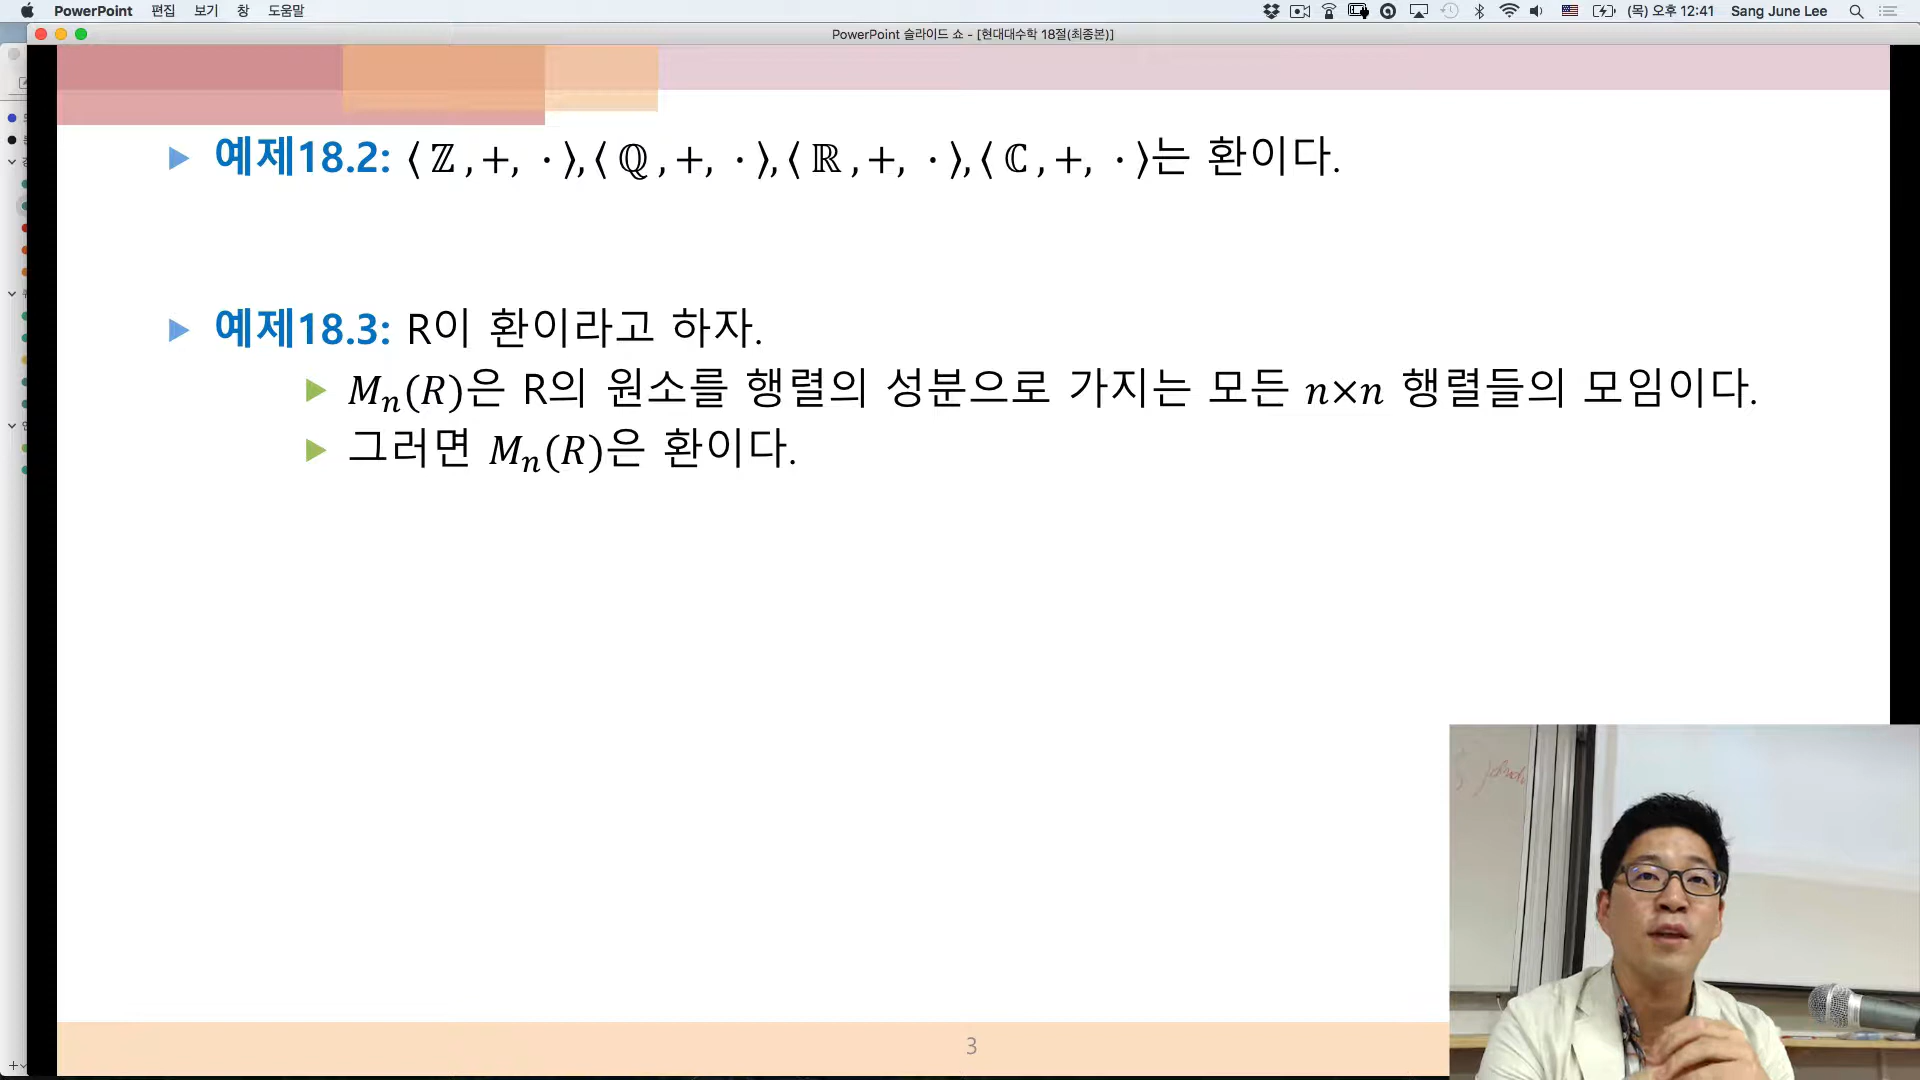 PowerPoint 편집 보기 창 도움말 (목) 오후 12:41 Sang June Lee
PowerPoint 슬라이드 쇼 - [현대대수학 18절(최종본)]
예제18.2: ⟨ ℤ , +, · ⟩, ⟨ ℚ , +, · ⟩, ⟨ ℝ , +, · ⟩, ⟨ ℂ , +, · ⟩는 환이다.
예제18.3: R이 환이라고 하자.
Mₙ(R)은 R의 원소를 행렬의 성분으로 가지는 모든 n×n 행렬들의 모임이다.
그러면 Mₙ(R)은 환이다.
3